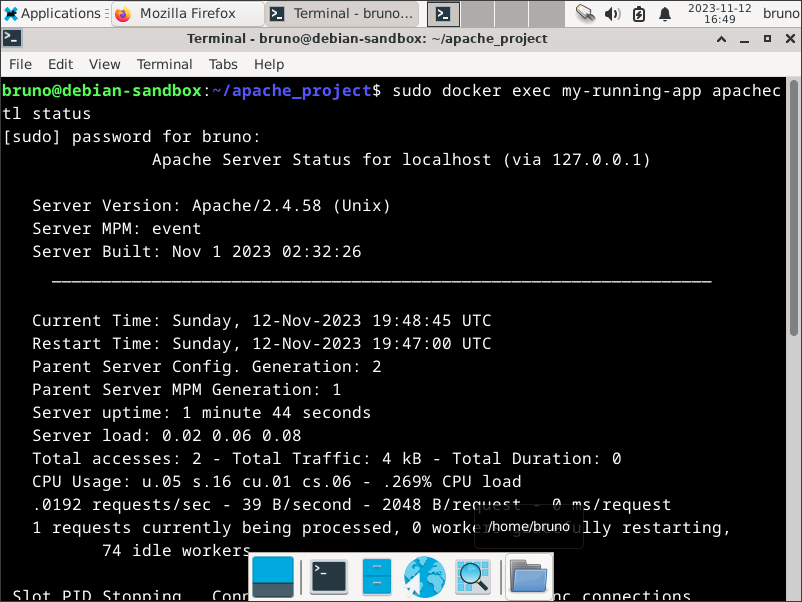 Applications
Mozilla Firefox
Terminal - bruno...
2023-11-12
16:49
bruno
Terminal - bruno@debian-sandbox: ~/apache_project
File Edit View Terminal Tabs Help
bruno@debian-sandbox:~/apache_project$ sudo docker exec my-running-app apachec
tl status
[sudo] password for bruno:
Apache Server Status for localhost (via 127.0.0.1)
Server Version: Apache/2.4.58 (Unix)
Server MPM: event
Server Built: Nov 1 2023 02:32:26
Current Time: Sunday, 12-Nov-2023 19:48:45 UTC
Restart Time: Sunday, 12-Nov-2023 19:47:00 UTC
Parent Server Config. Generation: 2
Parent Server MPM Generation: 1
Server uptime: 1 minute 44 seconds
Server load: 0.02 0.06 0.08
Total accesses: 2 - Total Traffic: 4 kB - Total Duration: 0
CPU Usage: u.05 s.16 cu.01 cs.06 - .269% CPU load
.0192 requests/sec - 39 B/second - 2048 B/request - 0 ms/request
1 requests currently being processed, 0 workers gracefully restarting,
/home/bruno
74 idle workers
Slot PID Stopping connections